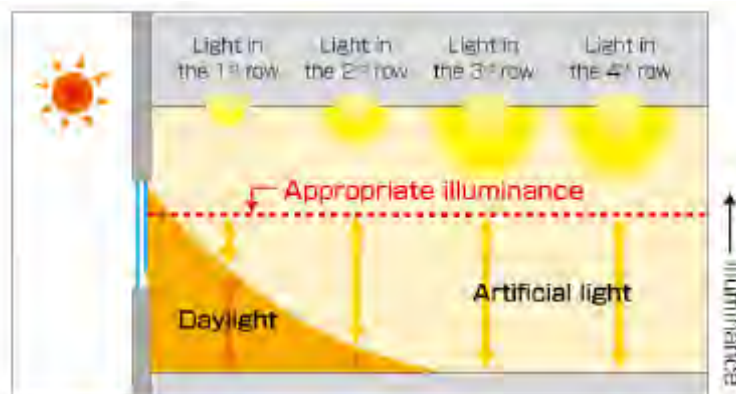 Light in
the 1st row
Light in
the 2nd row
Light in
the 3rd row
Light in
the 4th row
Appropriate illuminance
Artificial light
Daylight
Illuminance